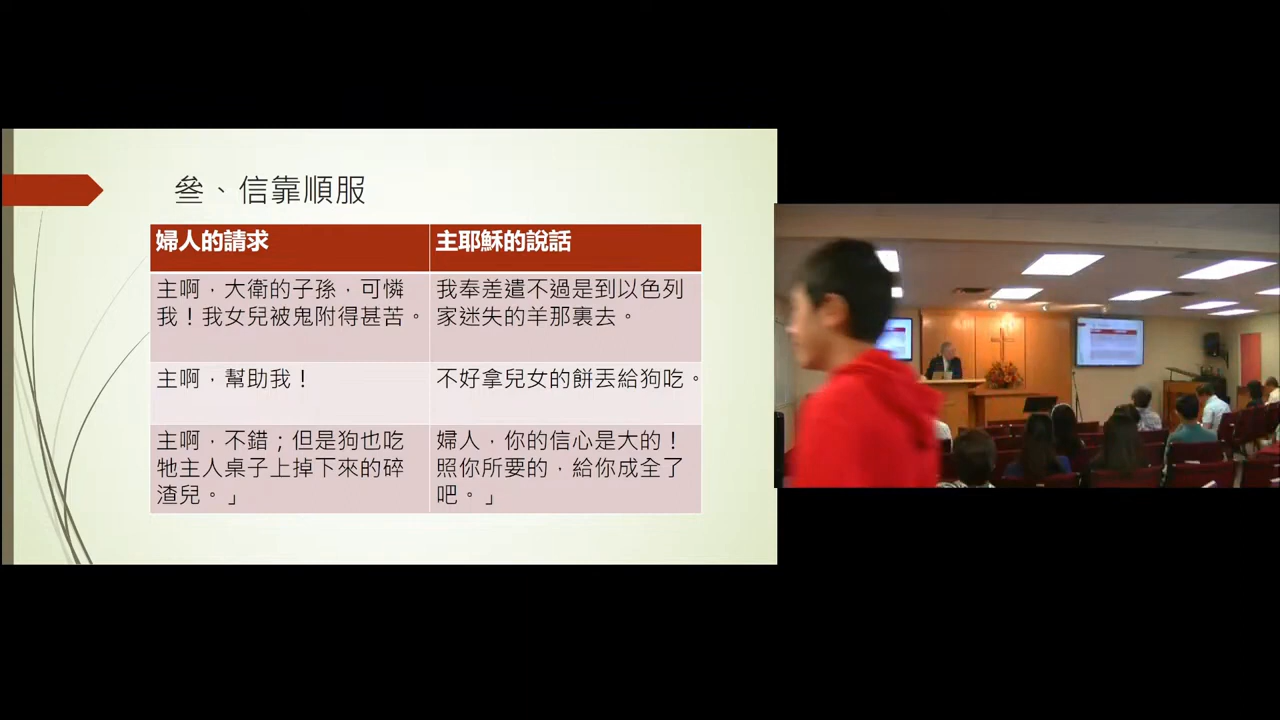 叄、信靠順服
婦人的請求
主耶穌的說話
主啊，大衛的子孫，可憐
我！我女兒被鬼附得甚苦。
我奉差遣不過是到以色列
家迷失的羊那裏去。
主啊，幫助我！
不好拿兒女的餅丟給狗吃。
主啊，不錯；但是狗也吃
牠主人桌子上掉下來的碎
渣兒。」
婦人，你的信心是大的！
照你所要的，給你成全了
吧。」